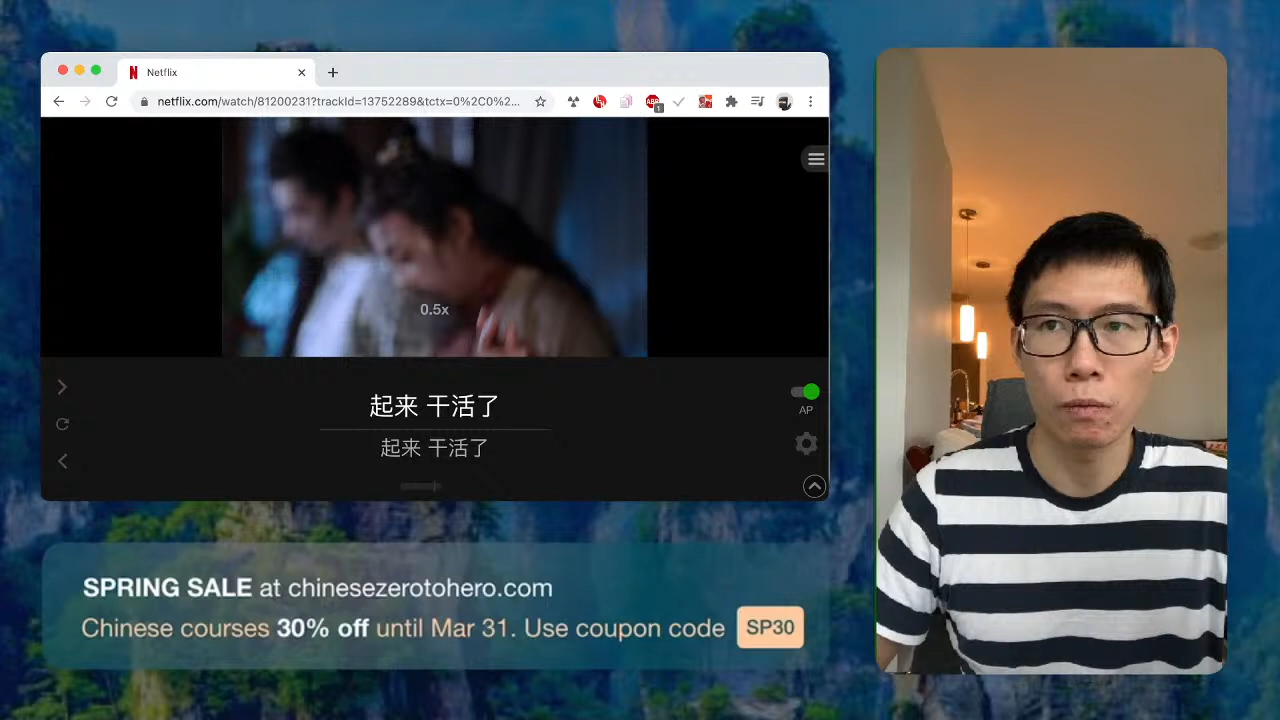 Netflix
netflix.com/watch/81200231?trackId=13752289&tctx=0%2C0%2...
ABP
1
0.5x
起来 干活了
起来 干活了
AP
SPRING SALE at chinesezerotohero.com
Chinese courses 30% off until Mar 31. Use coupon code SP30